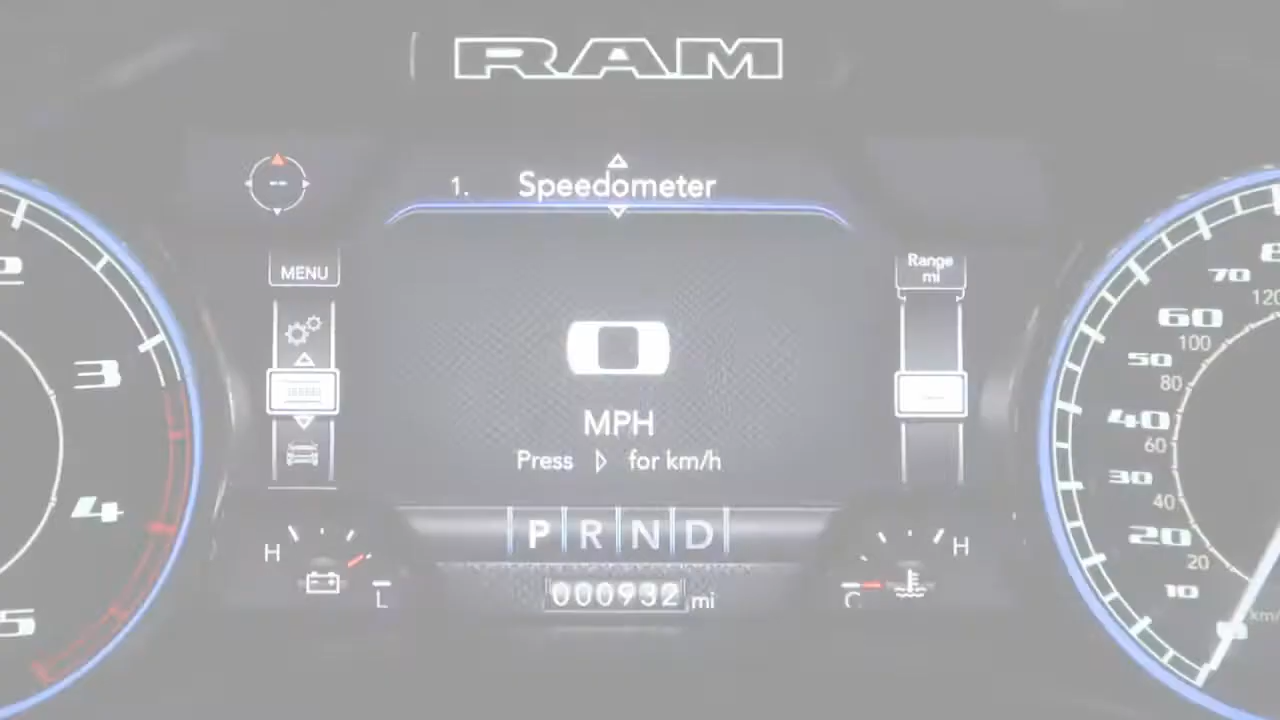 RAM
1. Speedometer
MENU
Range
mi
0
MPH
Press ▷ for km/h
P R N D
H
L
H
C
000932 mi
3
4
5
70
60
50
40
30
20
10
120
100
80
60
40
20